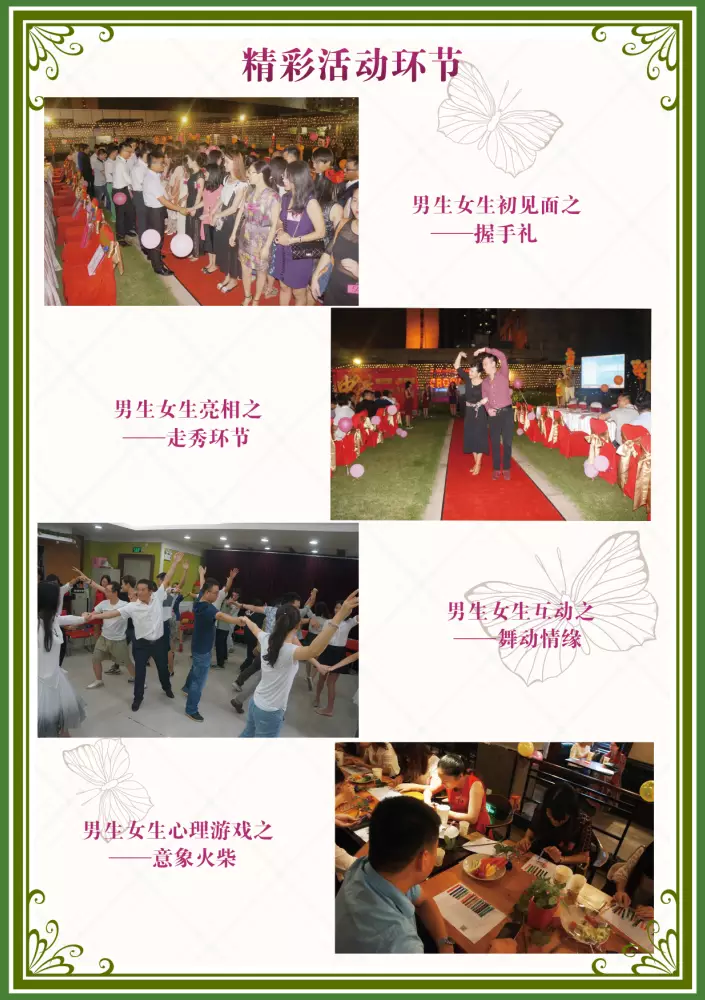 精彩活动环节
男生女生初见面之
——握手礼
男生女生亮相之
——走秀环节
男生女生互动之
——舞动情缘
男生女生心理游戏之
——意象火柴